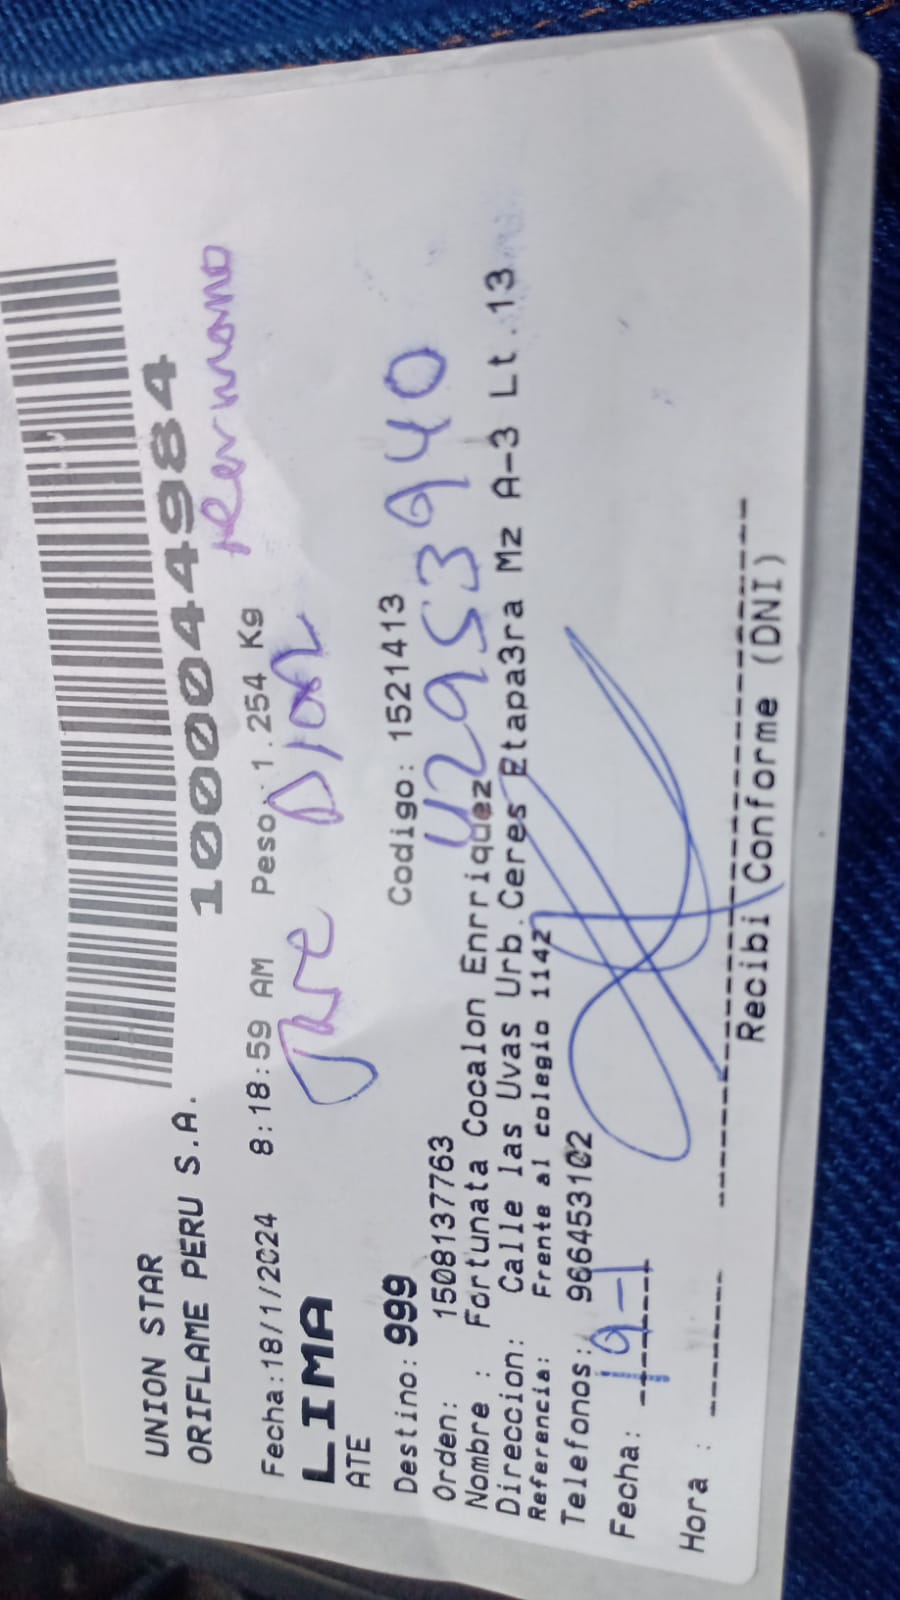 UNION STAR
ORIFLAME PERU S.A.
100044984
hermano
Fecha:18/1/2024 8:18:59 AM Peso: 1.254 Kg
LIMA
ATE
Destino: 999 Codigo: 1521413
42953940
Orden: 1508137763
Nombre : Fortunata Cocalon Enrriquez
Direccion: Calle las Uvas Urb.Ceres Etapa3ra Mz A-3 Lt.13
Referencia: Frente al colegio 1142
Telefonos: 966453102
Fecha: 19-1
Hora :
Recibi Conforme (DNI)